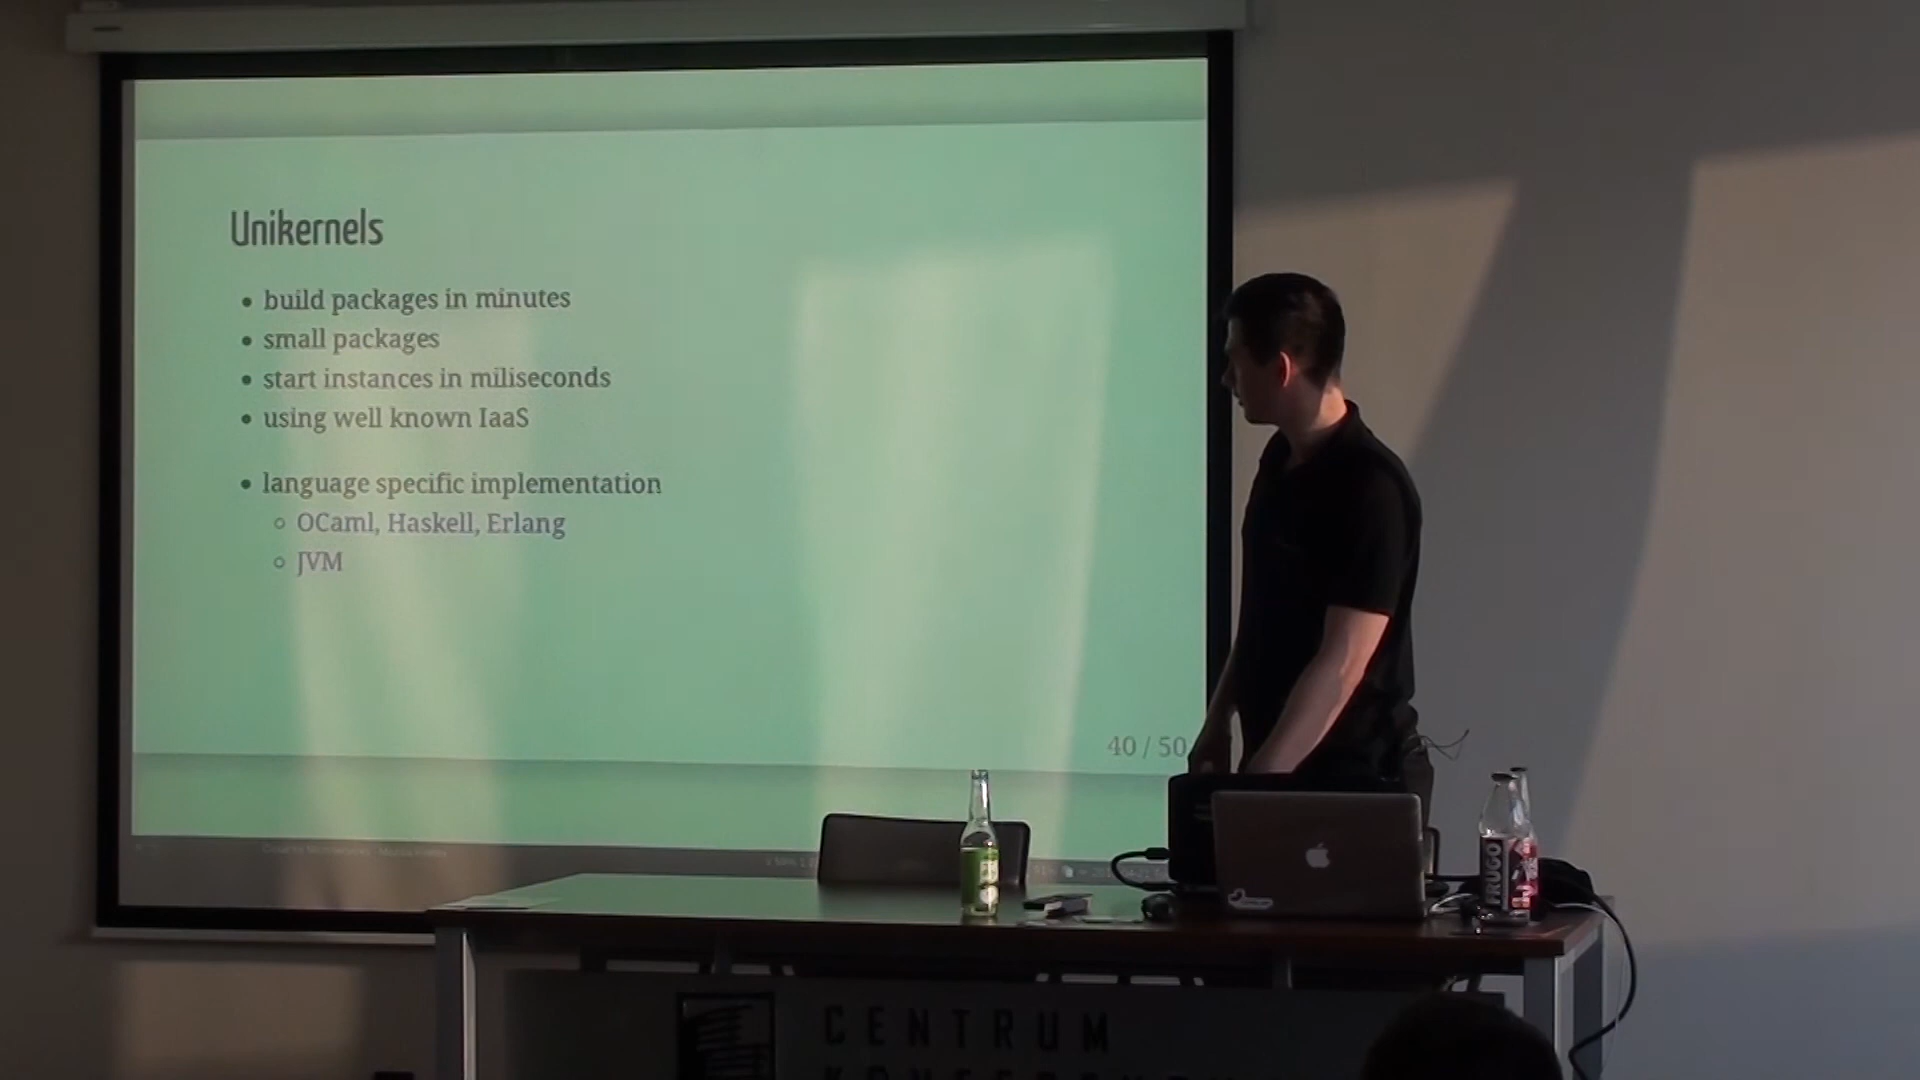 Unikernels
build packages in minutes
small packages
start instances in miliseconds
using well known IaaS
language specific implementation
OCaml, Haskell, Erlang
JVM
40 / 50
CENTRUM